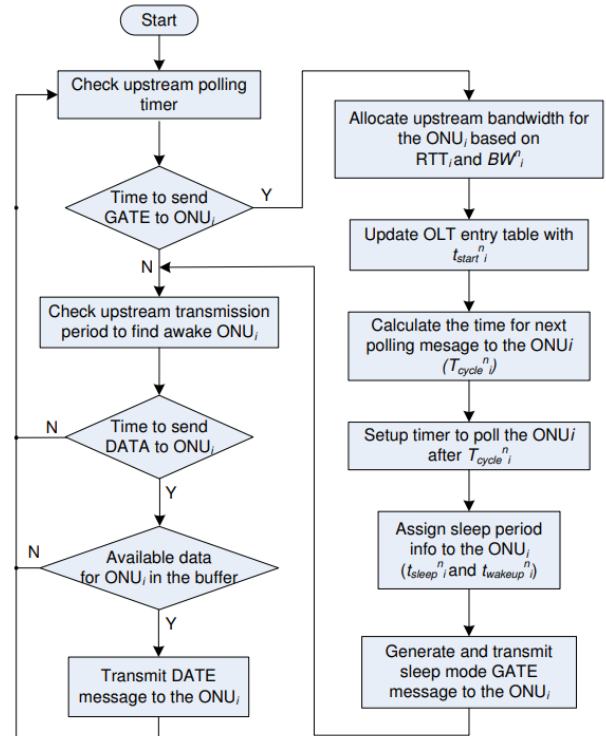 Start
Check upstream polling
timer
Time to send
GATE to ONUi
Y
N
Check upstream transmission
period to find awake ONUi
Time to send
DATA to ONUi
N
Y
Available data
for ONUi in the buffer
N
Y
Transmit DATE
message to the ONUi
Allocate upstream bandwidth for
the ONUi based on
RTTi and BWⁿi
Update OLT entry table with
tstartⁿi
Calculate the time for next
polling message to the ONUi
(Tcycleⁿi)
Setup timer to poll the ONUi
after Tcycleⁿi
Assign sleep period
info to the ONUi
(tsleepⁿi and twakeupⁿi)
Generate and transmit
sleep mode GATE
message to the ONUi